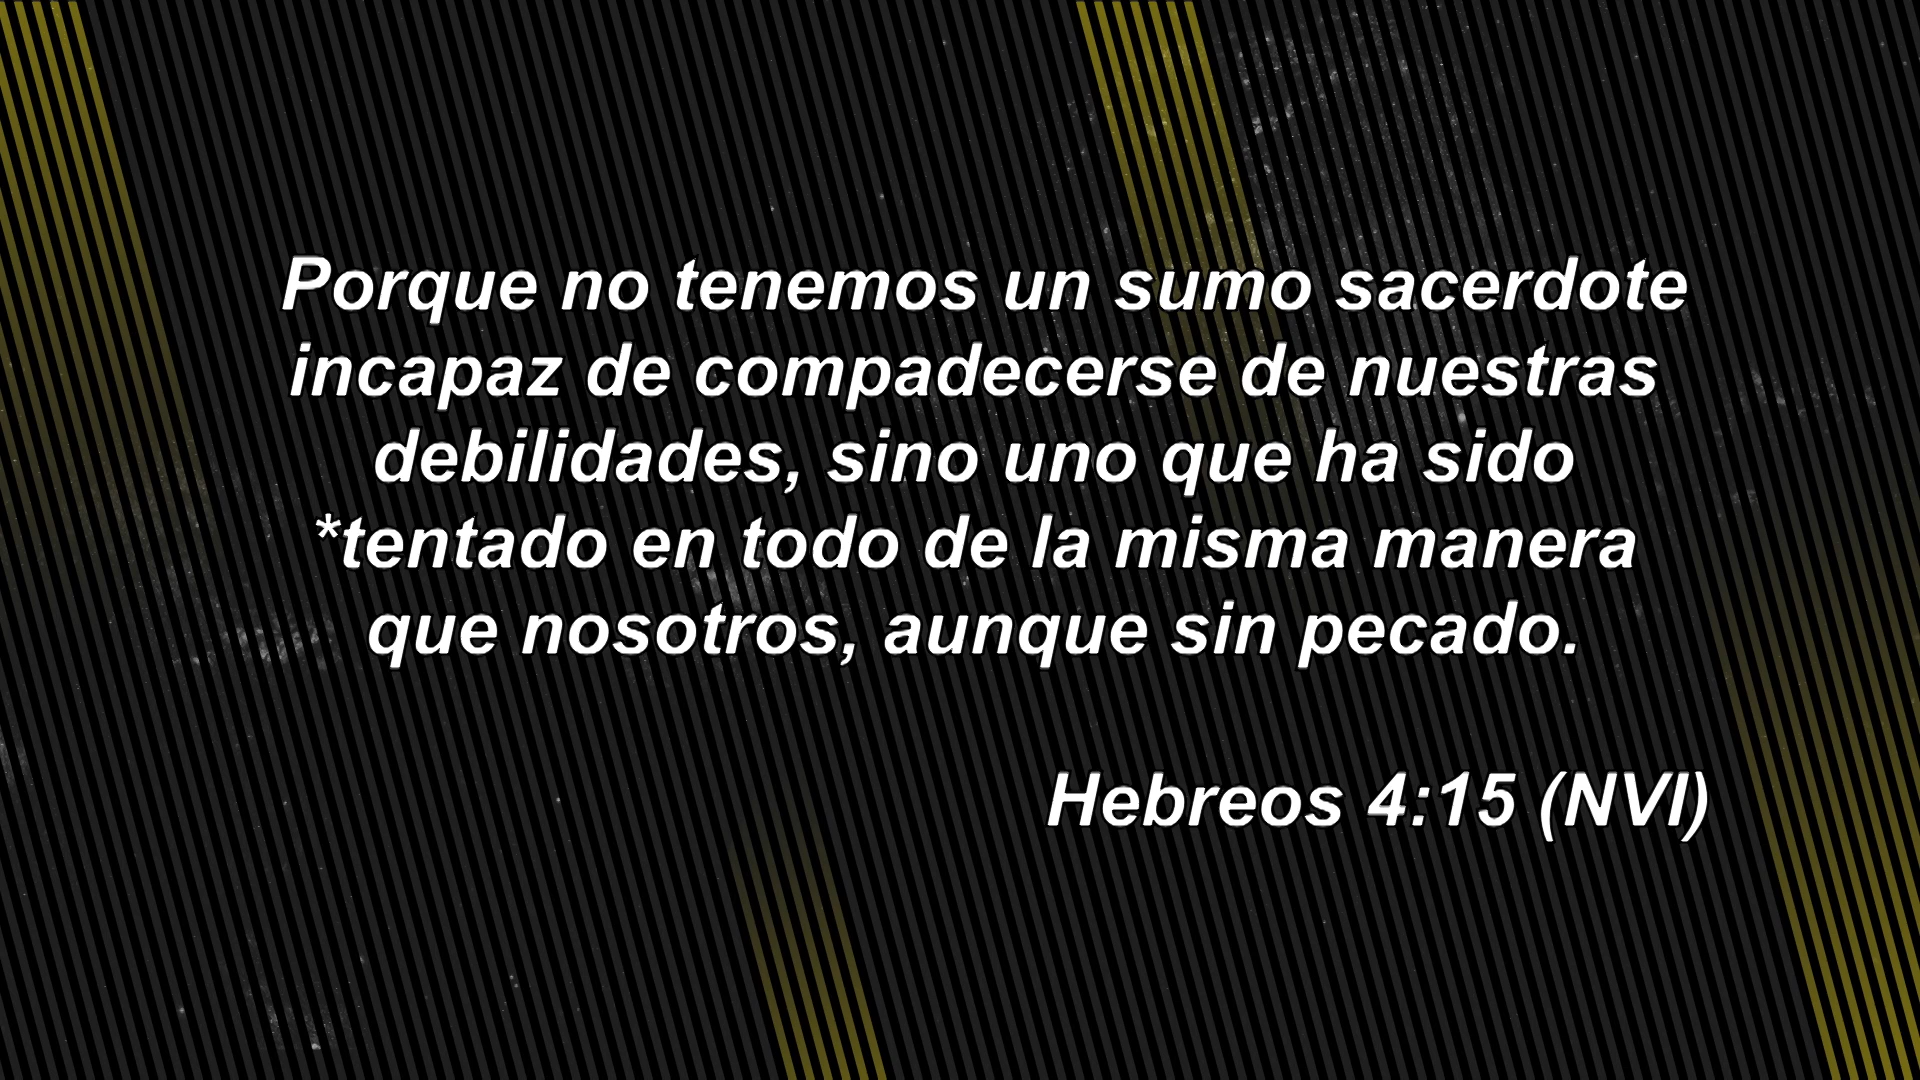 Porque no tenemos un sumo sacerdote
incapaz de compadecerse de nuestras
debilidades, sino uno que ha sido
*tentado en todo de la misma manera
que nosotros, aunque sin pecado.
Hebreos 4:15 (NVI)